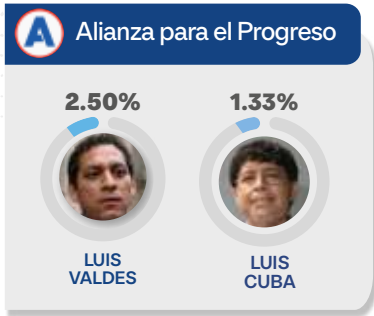 A Alianza para el Progreso
2.50% 1.33%
LUIS LUIS
VALDES CUBA